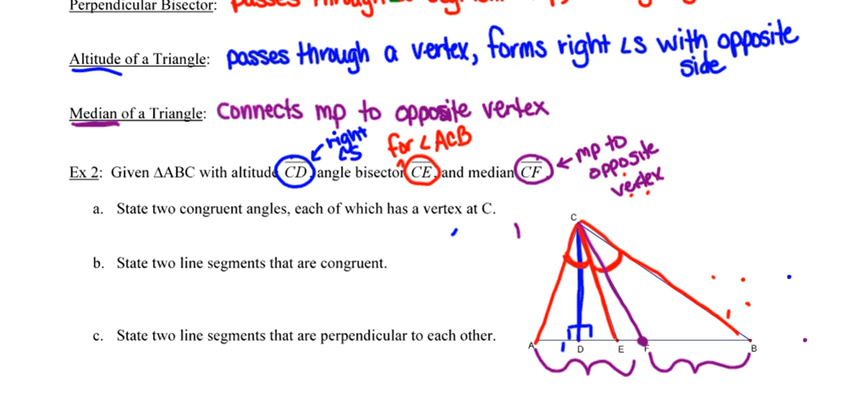 Perpendicular Bisector: passes through
Altitude of a Triangle: passes through a vertex, forms right ∠s with opposite
side
Median of a Triangle: Connects mp to opposite vertex
right
∠s
for ∠ACB
mp to
opposite
vertex
Ex 2: Given ΔABC with altitude CD, angle bisector CE, and median CF
a. State two congruent angles, each of which has a vertex at C.
b. State two line segments that are congruent.
c. State two line segments that are perpendicular to each other.
C
A D E F B